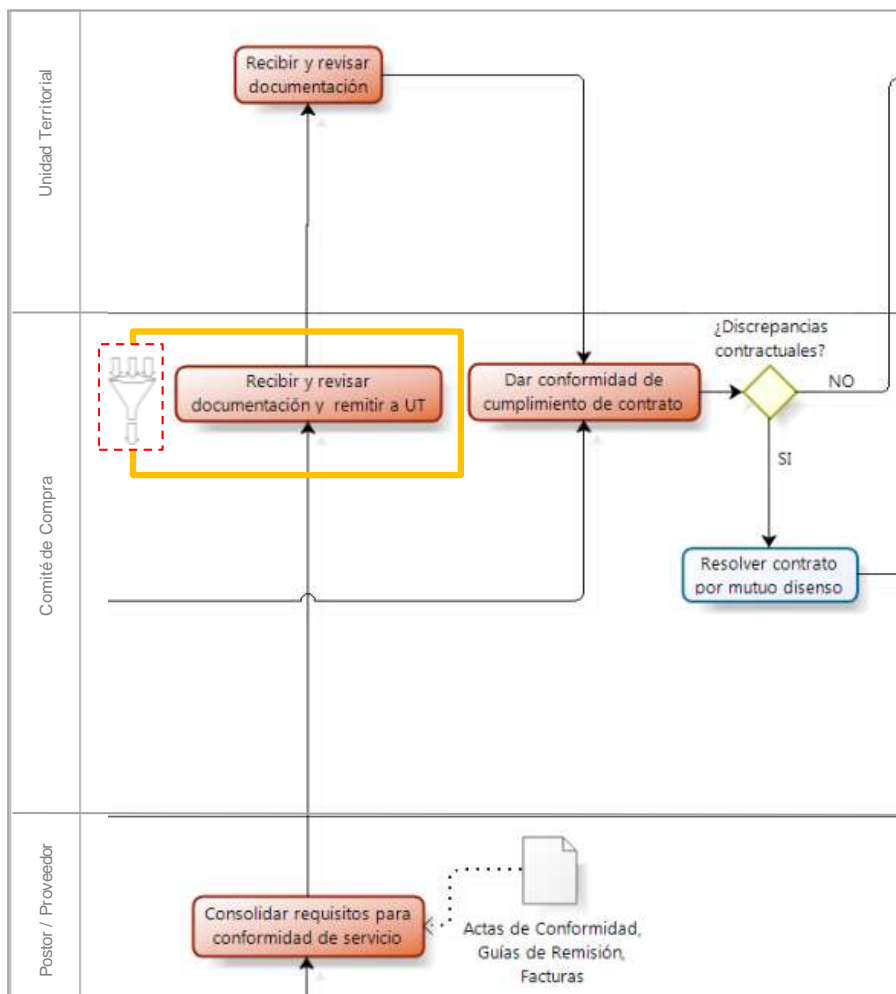 Unidad Territorial
Recibir y revisar
documentación
Comité de Compra
Recibir y revisar
documentación y remitir a UT
Dar conformidad de
cumplimiento de contrato
¿Discrepancias
contractuales?
NO
SI
Resolver contrato
por mutuo disenso
Postor / Proveedor
Consolidar requisitos para
conformidad de servicio
Actas de Conformidad,
Guías de Remisión,
Facturas